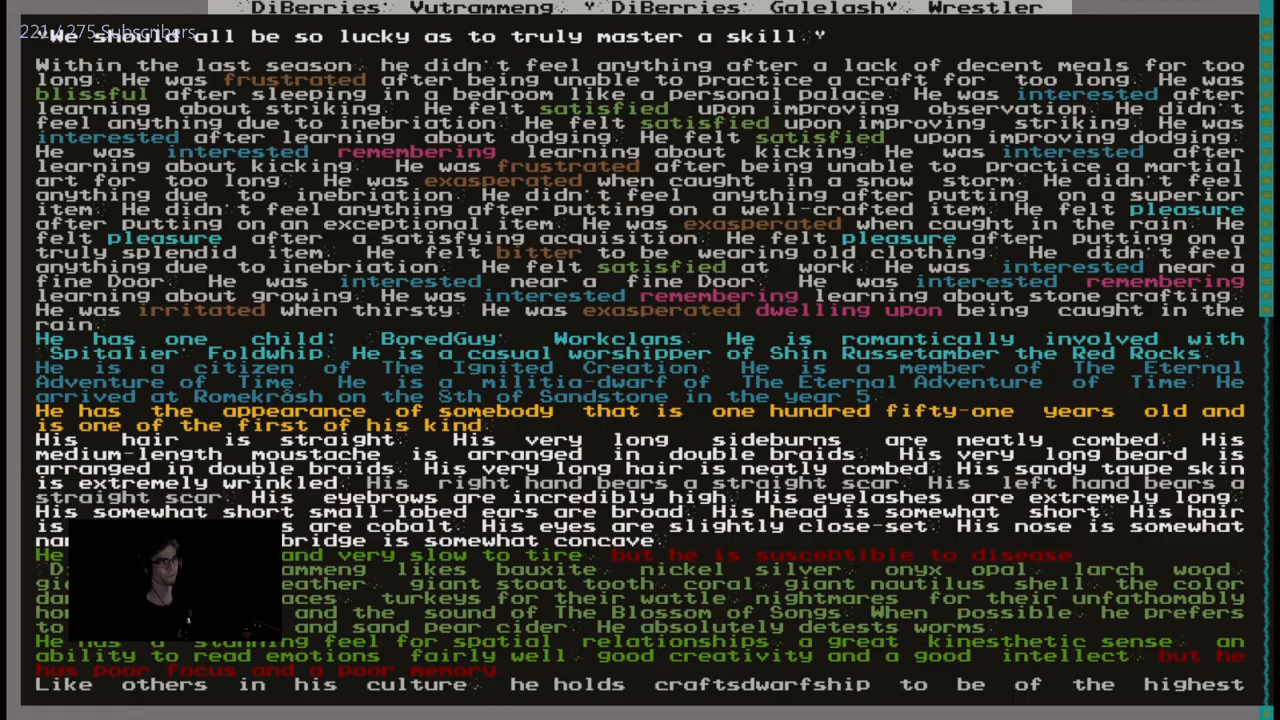 DiBerries: Vutrammeng "DiBerries: Galelash" Wrestler
221 / 275 Subscribers
"We should all be so lucky as to truly master a skill."
Within the last season, he didn't feel anything after a lack of decent meals for too
long. He was frustrated after being unable to practice a craft for too long. He was
blissful after sleeping in a bedroom like a personal palace. He was interested after
learning about striking. He felt satisfied upon improving observation. He didn't
feel anything due to inebriation. He felt satisfied upon improving striking. He was
interested after learning about dodging. He felt satisfied upon improving dodging.
He was interested remembering learning about kicking. He was interested after
learning about kicking. He was frustrated after being unable to practice a martial
art for too long. He was exasperated when caught in a snow storm. He didn't feel
anything due to inebriation. He didn't feel anything after putting on a superior
item. He didn't feel anything after putting on a well-crafted item. He felt pleasure
after putting on an exceptional item. He was exasperated when caught in the rain. He
felt pleasure after a satisfying acquisition. He felt pleasure after putting on a
truly splendid item. He felt bitter to be wearing old clothing. He didn't feel
anything due to inebriation. He felt satisfied at work. He was interested near a
fine Door. He was interested near a fine Door. He was interested remembering
learning about growing. He was interested remembering learning about stone crafting.
He was irritated when thirsty. He was exasperated dwelling upon being caught in the
rain.
He has one child: BoredGuy Workclans. He is romantically involved with
Spitalier Foldwhip. He is a casual worshipper of Shin Russetamber the Red Rocks.
He is a citizen of The Ignited Creation. He is a member of The Eternal
Adventure of Time. He is a militia-dwarf of The Eternal Adventure of Time. He
arrived at Romekrösh on the 8th of Sandstone in the year 5.
He has the appearance of somebody that is one hundred fifty-one years old and
is one of the first of his kind.
His hair is straight. His very long sideburns are neatly combed. His
medium-length moustache is arranged in double braids. His very long beard is
arranged in double braids. His very long hair is neatly combed. His sandy taupe skin
is extremely wrinkled. His right hand bears a straight scar. His left hand bears a
straight scar. His eyebrows are incredibly high. His eyelashes are extremely long.
His somewhat short small-lobed ears are broad. His head is somewhat short. His hair
is s are cobalt. His eyes are slightly close-set. His nose is somewhat
bridge is somewhat concave.
He and very slow to tire, but he is susceptible to disease.
ammeng likes bauxite, nickel silver, onyx opal, larch wood,
eather, giant stoat tooth, coral, giant nautilus shell, the color
aces, turkeys for their wattle, nightmares for their unfathomably
and the sound of The Blossom of Songs. When possible, he prefers
to and sand pear cider. He absolutely detests worms.
He has a stunning feel for spatial relationships, a great kinesthetic sense, an
ability to read emotions fairly well, good creativity and a good intellect, but he
has poor focus and a poor memory.
Like others in his culture, he holds craftsdwarfship to be of the highest